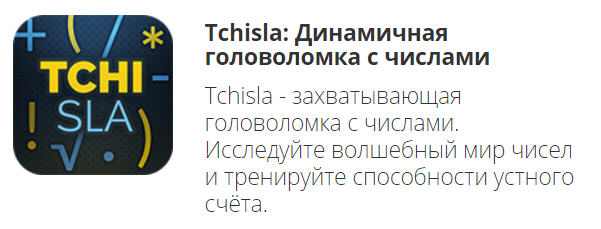 TCHI
SLA
Tchisla: Динамичная
головоломка с числами
Tchisla - захватывающая
головоломка с числами.
Исследуйте волшебный мир чисел
и тренируйте способности устного
счёта.